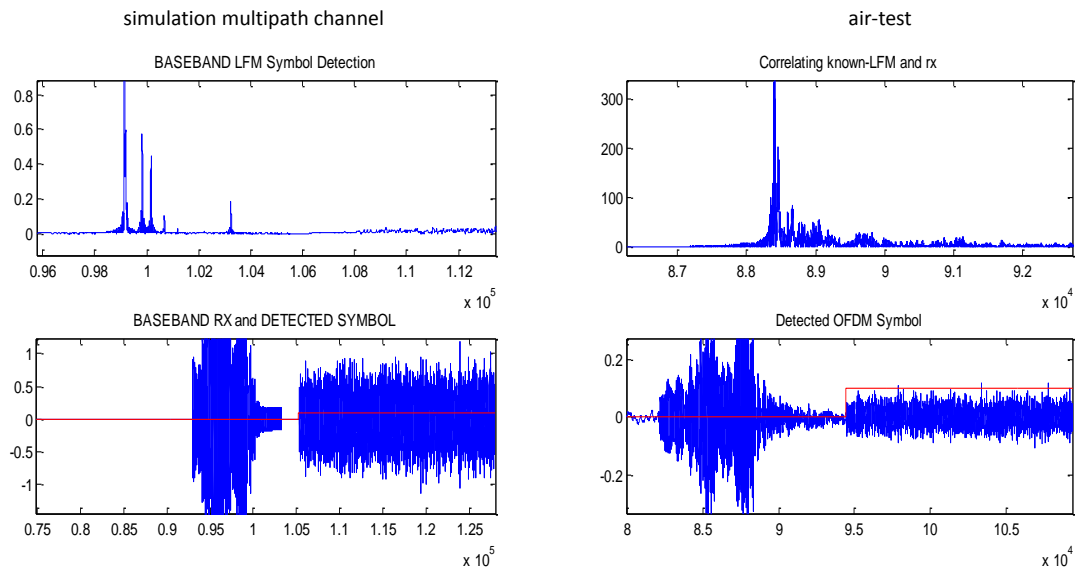 simulation multipath channel
air-test
BASEBAND LFM Symbol Detection
0.8
0.6
0.4
0.2
0
0.96 0.98 1 1.02 1.04 1.06 1.08 1.1 1.11 1.12
x 10^5
Correlating known-LFM and rx
300
200
100
0
8.7 8.8 8.9 9 9.1 9.2
x 10^4
BASEBAND RX and DETECTED SYMBOL
1
0.5
0
-0.5
-1
0.75 0.8 0.85 0.9 0.95 1 1.05 1.10 1.15 1.20 1.25
x 10^5
Detected OFDM Symbol
0.2
0
-0.2
8 8.5 9 9.5 10 10.5
x 10^4